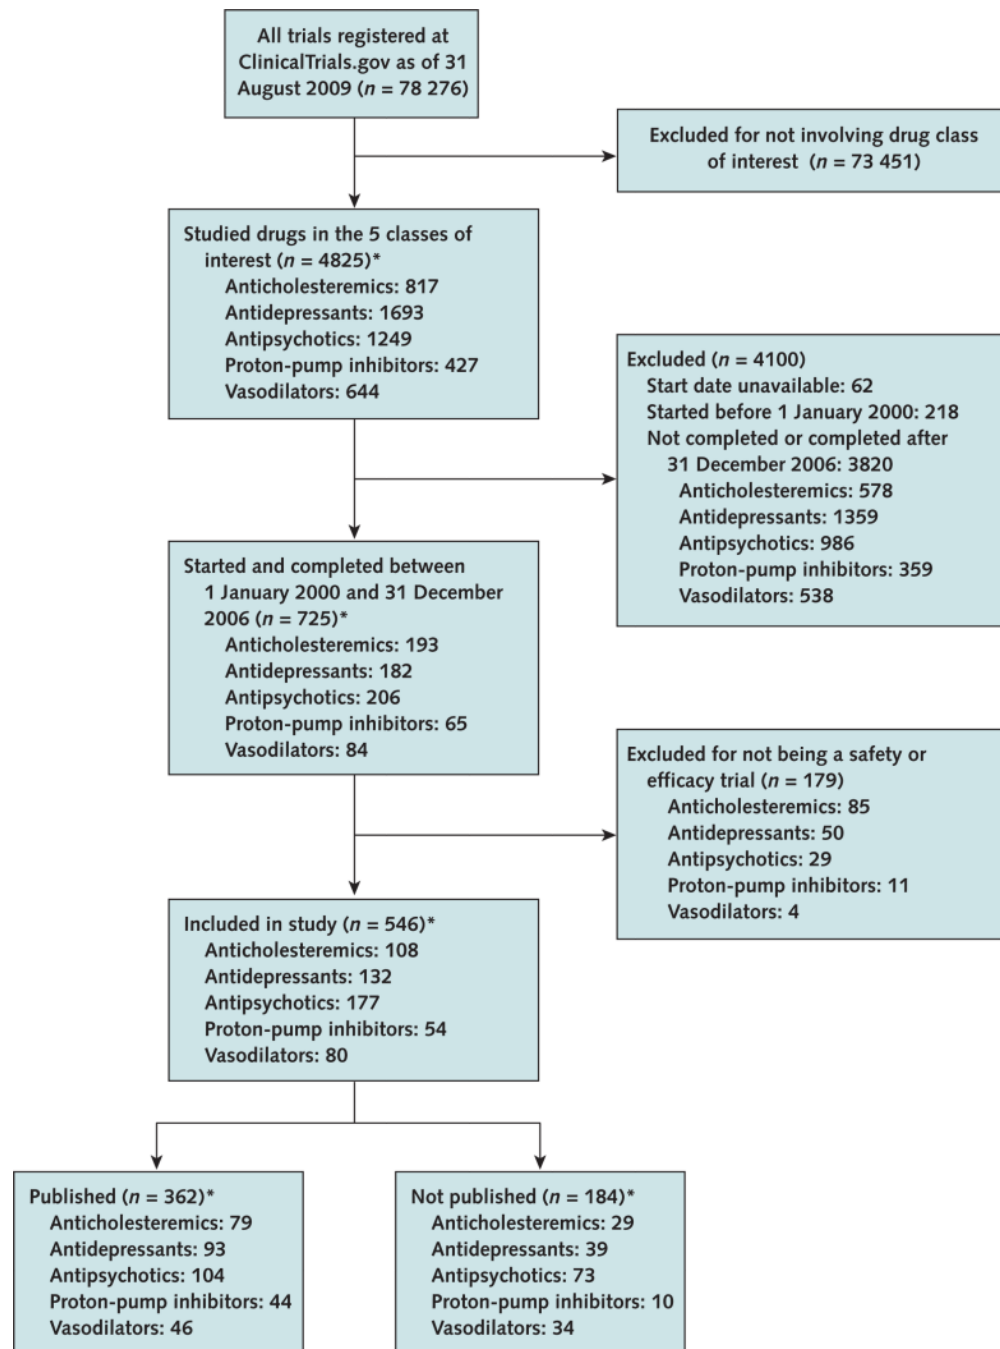 All trials registered at
ClinicalTrials.gov as of 31
August 2009 (n = 78 276)
Excluded for not involving drug class
of interest (n = 73 451)
Studied drugs in the 5 classes of
interest (n = 4825)*
Anticholesteremics: 817
Antidepressants: 1693
Antipsychotics: 1249
Proton-pump inhibitors: 427
Vasodilators: 644
Excluded (n = 4100)
Start date unavailable: 62
Started before 1 January 2000: 218
Not completed or completed after
31 December 2006: 3820
Anticholesteremics: 578
Antidepressants: 1359
Antipsychotics: 986
Proton-pump inhibitors: 359
Vasodilators: 538
Started and completed between
1 January 2000 and 31 December
2006 (n = 725)*
Anticholesteremics: 193
Antidepressants: 182
Antipsychotics: 206
Proton-pump inhibitors: 65
Vasodilators: 84
Excluded for not being a safety or
efficacy trial (n = 179)
Anticholesteremics: 85
Antidepressants: 50
Antipsychotics: 29
Proton-pump inhibitors: 11
Vasodilators: 4
Included in study (n = 546)*
Anticholesteremics: 108
Antidepressants: 132
Antipsychotics: 177
Proton-pump inhibitors: 54
Vasodilators: 80
Published (n = 362)*
Anticholesteremics: 79
Antidepressants: 93
Antipsychotics: 104
Proton-pump inhibitors: 44
Vasodilators: 46
Not published (n = 184)*
Anticholesteremics: 29
Antidepressants: 39
Antipsychotics: 73
Proton-pump inhibitors: 10
Vasodilators: 34